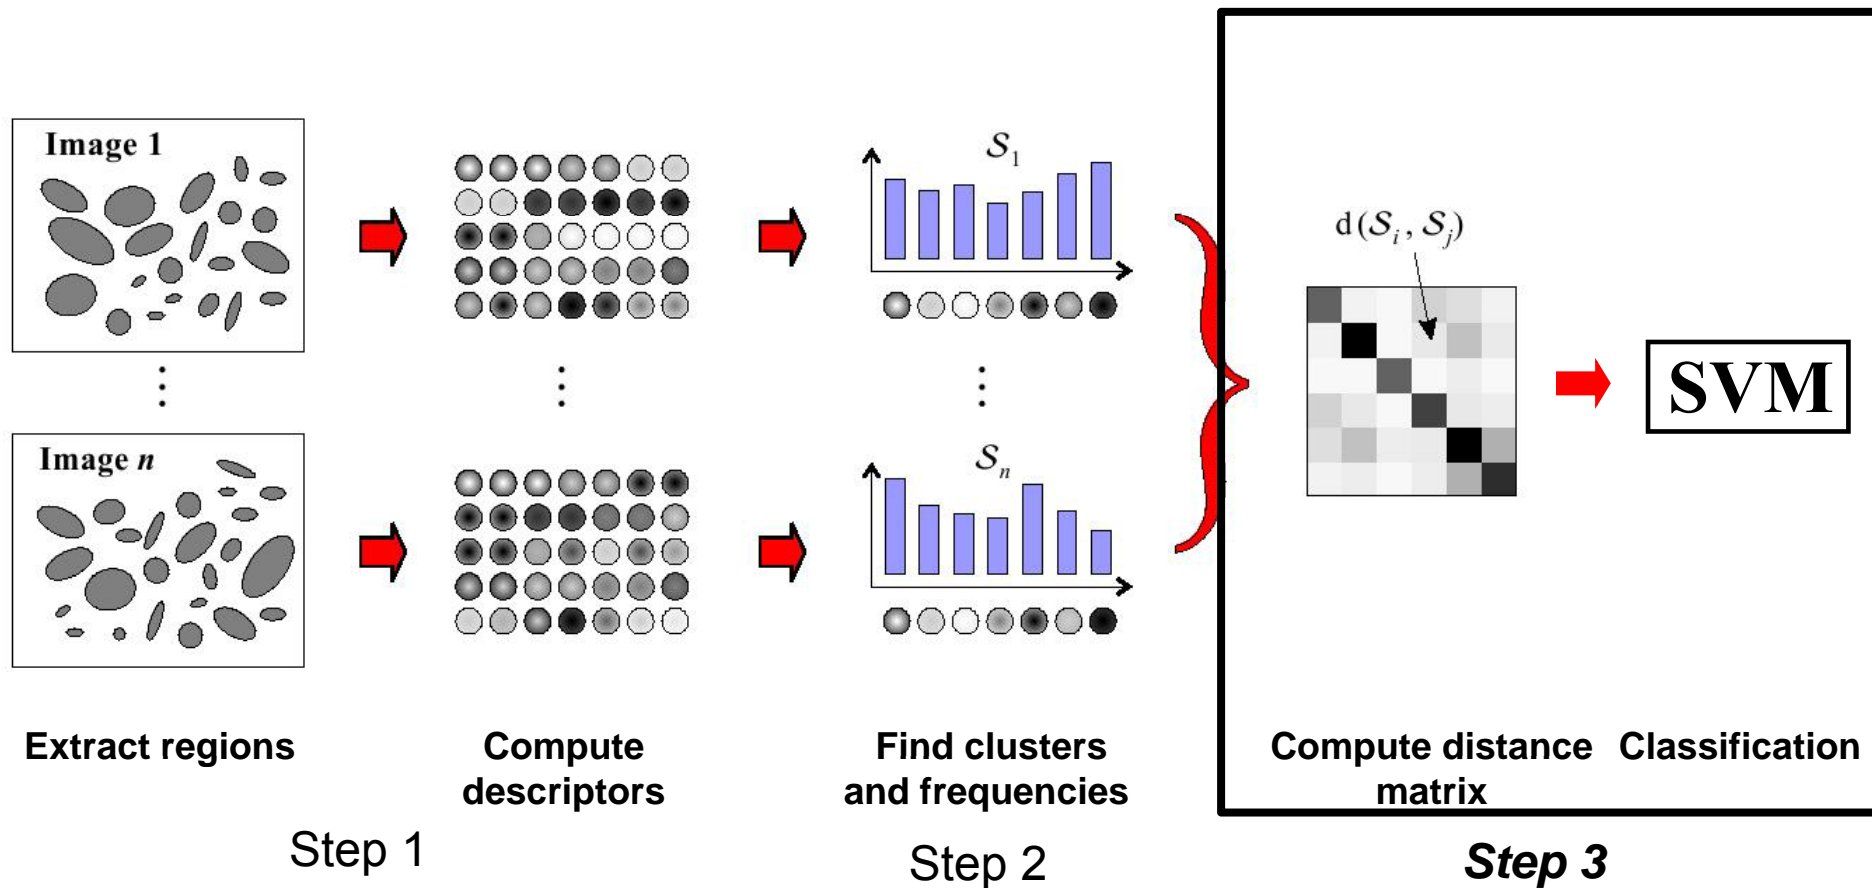 Image 1
S₁
d(Sᵢ, Sⱼ)
SVM
Image n
Sₙ
Extract regions
Compute
descriptors
Find clusters
and frequencies
Compute distance
matrix
Classification
Step 1
Step 2
Step 3